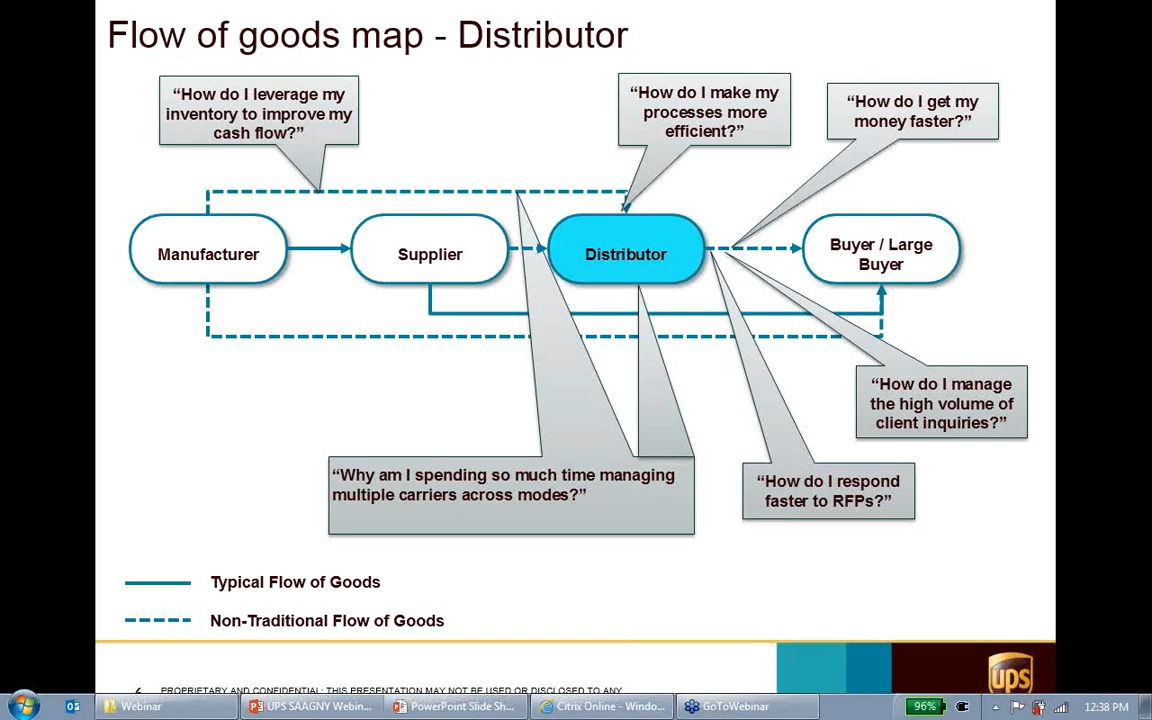 Flow of goods map - Distributor
“How do I leverage my
inventory to improve my
cash flow?”
“How do I make my
processes more
efficient?”
“How do I get my
money faster?”
Manufacturer
Supplier
Distributor
Buyer / Large
Buyer
“How do I manage
the high volume of
client inquiries?”
“Why am I spending so much time managing
multiple carriers across modes?”
“How do I respond
faster to RFPs?”
Typical Flow of Goods
Non-Traditional Flow of Goods
ups
6 PROPRIETARY AND CONFIDENTIAL: THIS PRESENTATION MAY NOT BE USED OR DISCLOSED TO ANY
Webinar
UPS SAAGNY Webin...
PowerPoint Slide Sh...
Citrix Online - Windo...
GoToWebinar
96%
12:38 PM